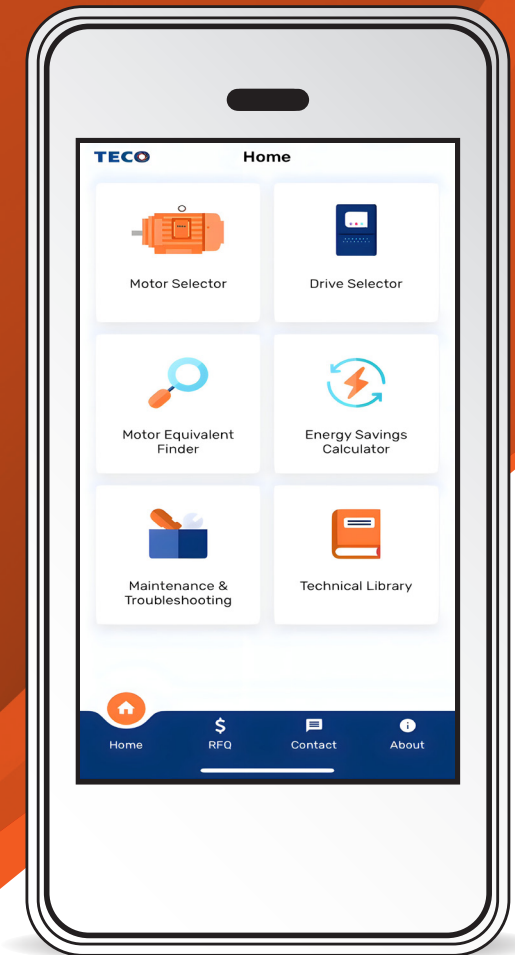 TECO
Home
Motor Selector
Drive Selector
Motor Equivalent
Finder
Energy Savings
Calculator
Maintenance &
Troubleshooting
Technical Library
Home
$
RFQ
Contact
i
About